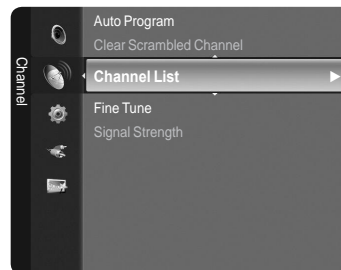 Channel
Auto Program
Clear Scrambled Channel
Channel List
Fine Tune
Signal Strength